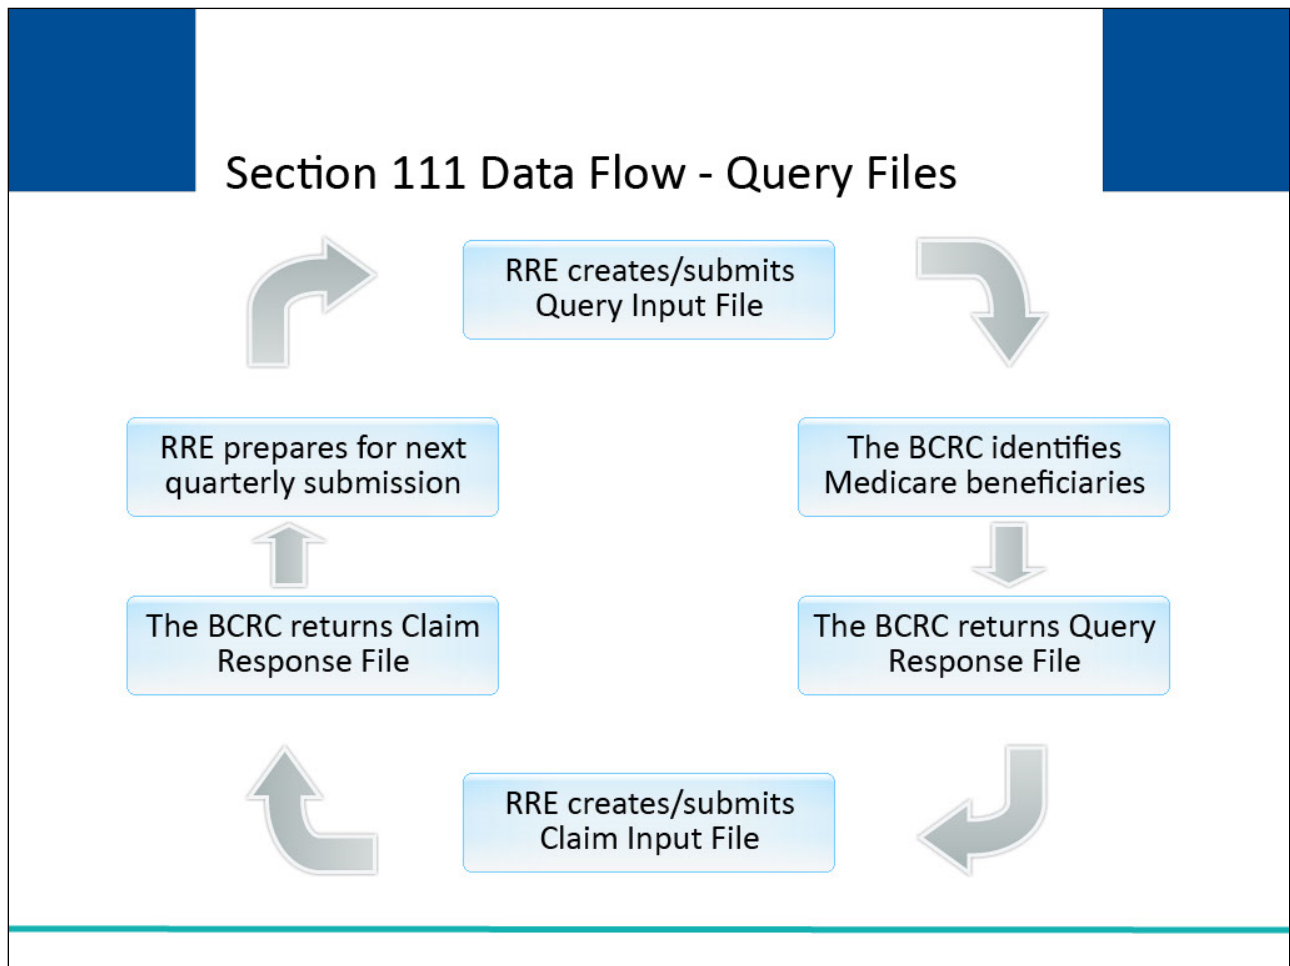 Section 111 Data Flow - Query Files
RRE creates/submits
Query Input File
The BCRC identifies
Medicare beneficiaries
The BCRC returns Query
Response File
RRE creates/submits
Claim Input File
The BCRC returns Claim
Response File
RRE prepares for next
quarterly submission